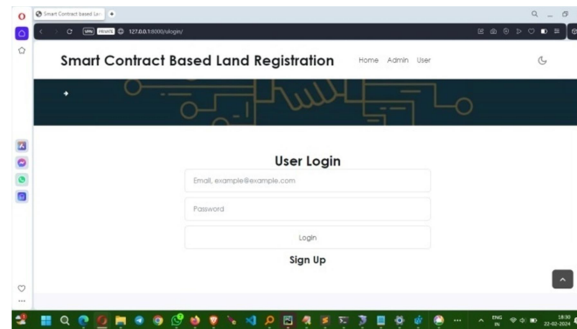 Smart Contract based La
127.0.0.1:8000/ulogin/
Smart Contract Based Land Registration
Home Admin User
User Login
Email, example@example.com
Password
Login
Sign Up
ENG
IN
18:30
22-02-2024